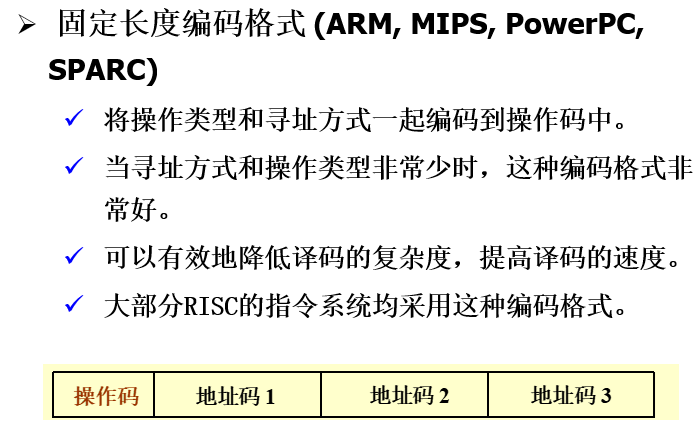 ➢ 固定长度编码格式 (ARM, MIPS, PowerPC,
SPARC)
✓ 将操作类型和寻址方式一起编码到操作码中。
✓ 当寻址方式和操作类型非常少时，这种编码格式非
常好。
✓ 可以有效地降低译码的复杂度，提高译码的速度。
✓ 大部分RISC的指令系统均采用这种编码格式。
操作码 地址码 1 地址码 2 地址码 3